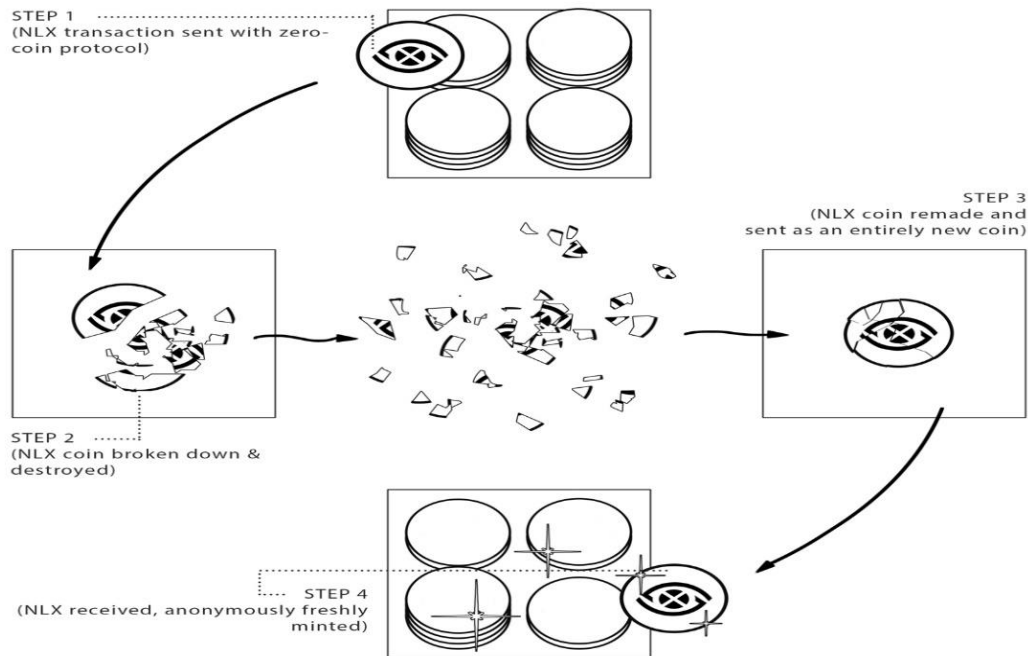 STEP 1
(NLX transaction sent with zero-
coin protocol)
STEP 2
(NLX coin broken down &
destroyed)
STEP 3
(NLX coin remade and
sent as an entirely new coin)
STEP 4
(NLX received, anonymously freshly
minted)